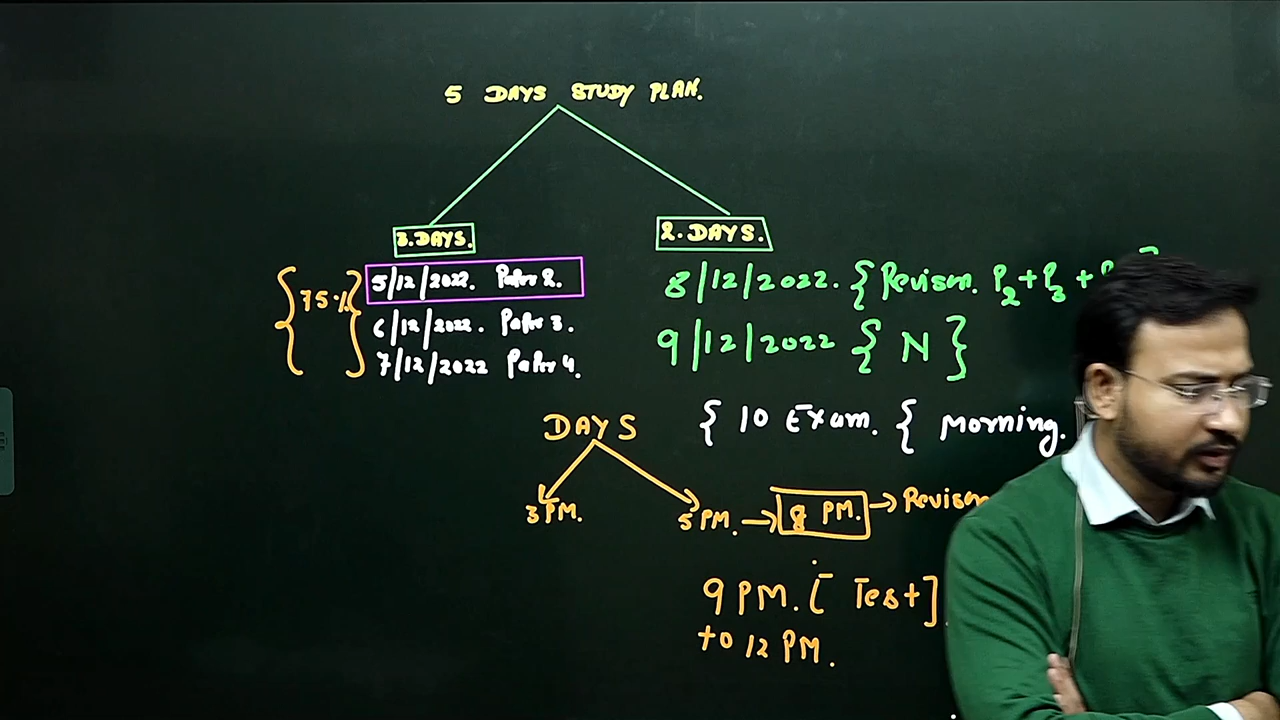 5 DAYS STUDY PLAN.
3. DAYS.
2. DAYS.
75%
5/12/2022. Paper 2.
6/12/2022. Paper 3.
7/12/2022 Paper 4.
8/12/2022. { Revison. P2 + P3 +
9/12/2022 { N }
{ 10 Exam. { Morning.
DAYS
3 PM.
5 PM. → 8 PM. → Revison
9 PM. [ Test ]
to 12 PM.